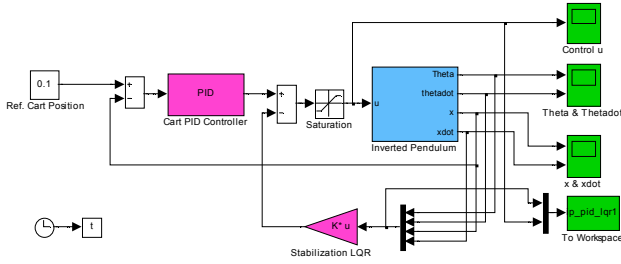 Control u
0.1
Ref. Cart Position
+
−
PID
Cart PID Controller
+
−
Saturation
u
Theta
thetadot
x
xdot
Inverted Pendulum
Theta & Thetadot
x & xdot
t
K* u
Stabilization LQR
p_pid_lqr1
To Workspace